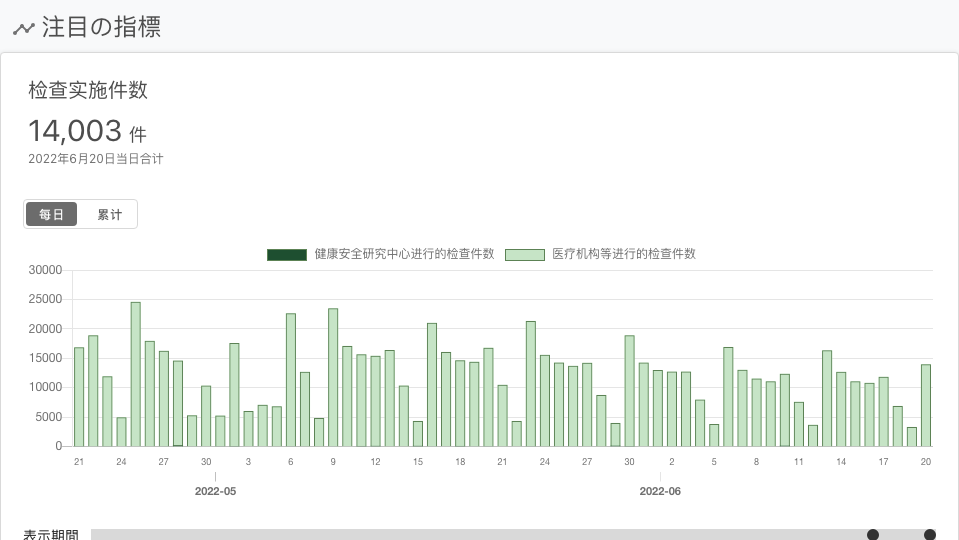 注目の指標
检查实施件数
14,003 件
2022年6月20日当日合计
每日 累计
健康安全研究中心进行的检查件数 医疗机构等进行的检查件数
30000
25000
20000
15000
10000
5000
0
21 24 27 30 3 6 9 12 15 18 21 24 27 30 2 5 8 11 14 17 20
2022-05 2022-06
表示期間